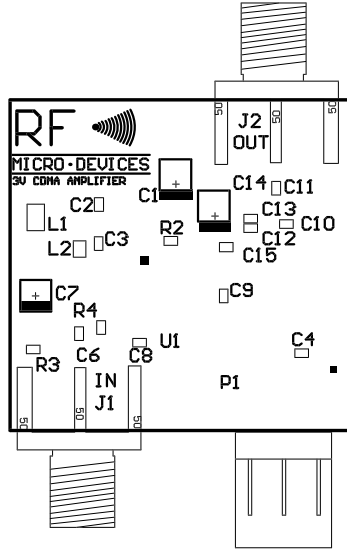 50
50
J2
OUT
RF
MICRO·DEVICES
3V CDMA AMPLIFIER
C1
C14
C11
C2
L1
C13
C10
R2
C12
L2
C3
C15
C7
C9
R4
U1
C4
R3
C6
C8
IN
J1
P1
50
50
50